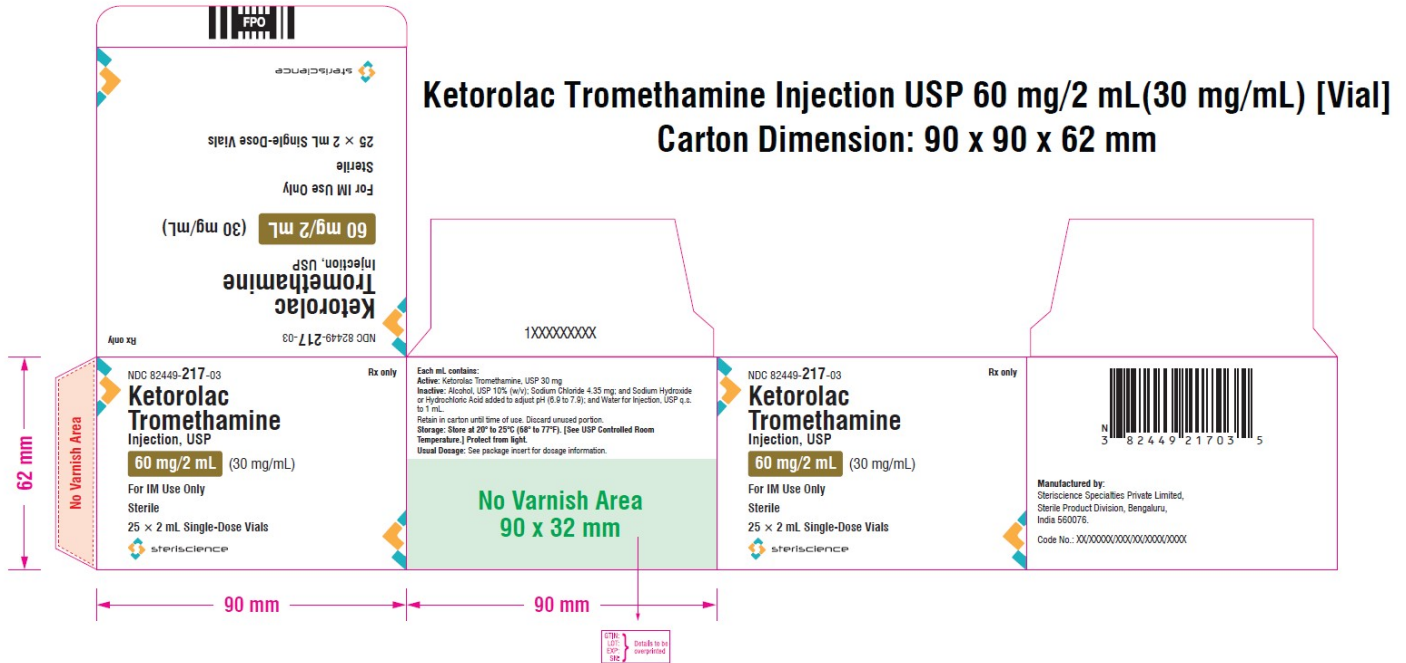 FPO
Ketorolac Tromethamine Injection USP 60 mg/2 mL(30 mg/mL) [Vial]
Carton Dimension: 90 x 90 x 62 mm
steriscience
25 × 2 mL Single-Dose Vials
Sterile
For IM Use Only
60 mg/2 mL (30 mg/mL)
Injection, USP
Tromethamine
Ketorolac
NDC 82449-217-03 Rx only
1XXXXXXXXX
62 mm
No Varnish Area
NDC 82449-217-03 Rx only
Ketorolac
Tromethamine
Injection, USP
60 mg/2 mL (30 mg/mL)
For IM Use Only
Sterile
25 × 2 mL Single-Dose Vials
steriscience
Each mL contains:
Active: Ketorolac Tromethamine, USP 30 mg
Inactive: Alcohol, USP 10% (w/v); Sodium Chloride 4.35 mg; and Sodium Hydroxide
or Hydrochloric Acid added to adjust pH (6.9 to 7.9); and Water for Injection, USP q.s.
to 1 mL.
Retain in carton until time of use. Discard unused portion.
Storage: Store at 20° to 25°C (68° to 77°F). [See USP Controlled Room
Temperature.] Protect from light.
Usual Dosage: See package insert for dosage information.
No Varnish Area
90 x 32 mm
NDC 82449-217-03 Rx only
Ketorolac
Tromethamine
Injection, USP
60 mg/2 mL (30 mg/mL)
For IM Use Only
Sterile
25 × 2 mL Single-Dose Vials
steriscience
N
3 82449 21703 5
Manufactured by:
Steriscience Specialties Private Limited,
Sterile Product Division, Bengaluru,
India 560076.
Code No.: XX/XXXXX/XXX/XX/XXXX/XXXX
90 mm
90 mm
GTIN:
LOT:
EXP:
SN:
Details to be
overprinted